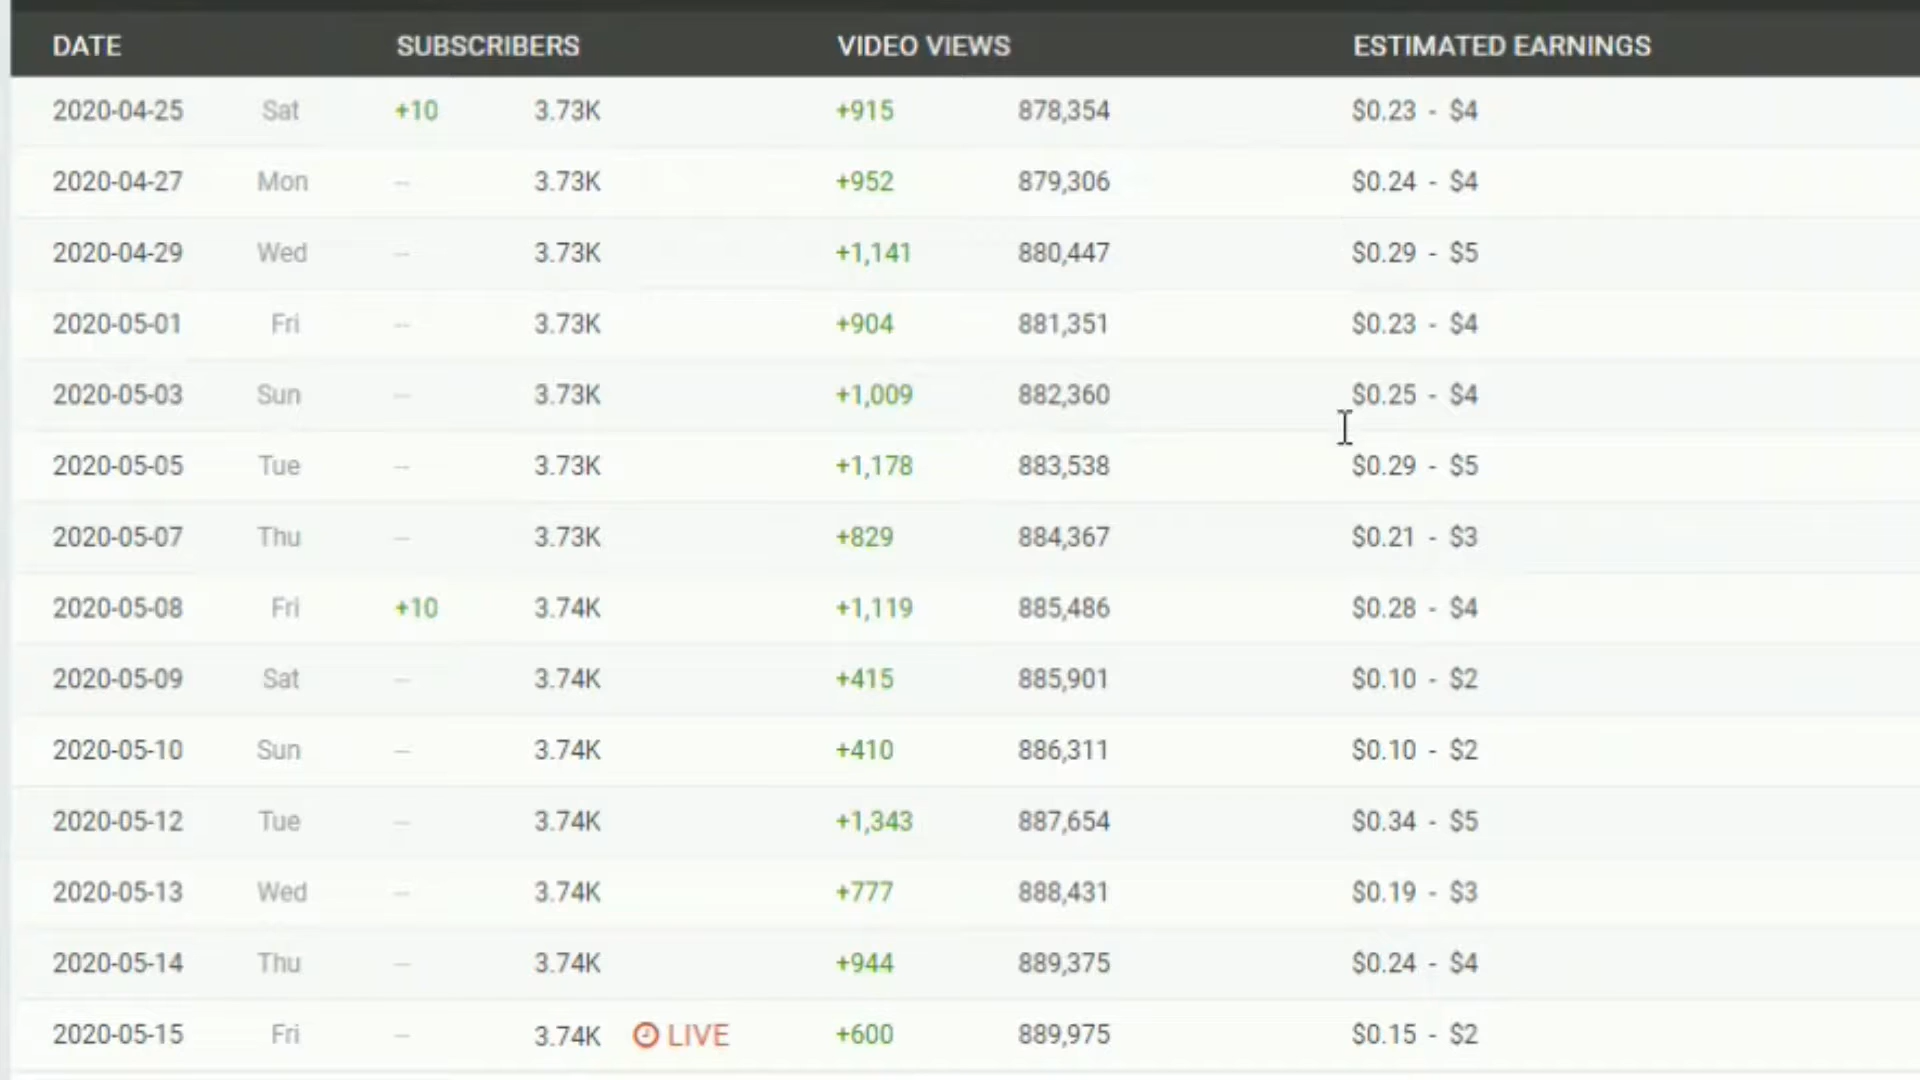 DATE SUBSCRIBERS VIDEO VIEWS ESTIMATED EARNINGS
2020-04-25 Sat +10 3.73K +915 878,354 $0.23 - $4
2020-04-27 Mon -- 3.73K +952 879,306 $0.24 - $4
2020-04-29 Wed -- 3.73K +1,141 880,447 $0.29 - $5
2020-05-01 Fri -- 3.73K +904 881,351 $0.23 - $4
2020-05-03 Sun -- 3.73K +1,009 882,360 $0.25 - $4
2020-05-05 Tue -- 3.73K +1,178 883,538 $0.29 - $5
2020-05-07 Thu -- 3.73K +829 884,367 $0.21 - $3
2020-05-08 Fri +10 3.74K +1,119 885,486 $0.28 - $4
2020-05-09 Sat -- 3.74K +415 885,901 $0.10 - $2
2020-05-10 Sun -- 3.74K +410 886,311 $0.10 - $2
2020-05-12 Tue -- 3.74K +1,343 887,654 $0.34 - $5
2020-05-13 Wed -- 3.74K +777 888,431 $0.19 - $3
2020-05-14 Thu -- 3.74K +944 889,375 $0.24 - $4
2020-05-15 Fri -- 3.74K LIVE +600 889,975 $0.15 - $2